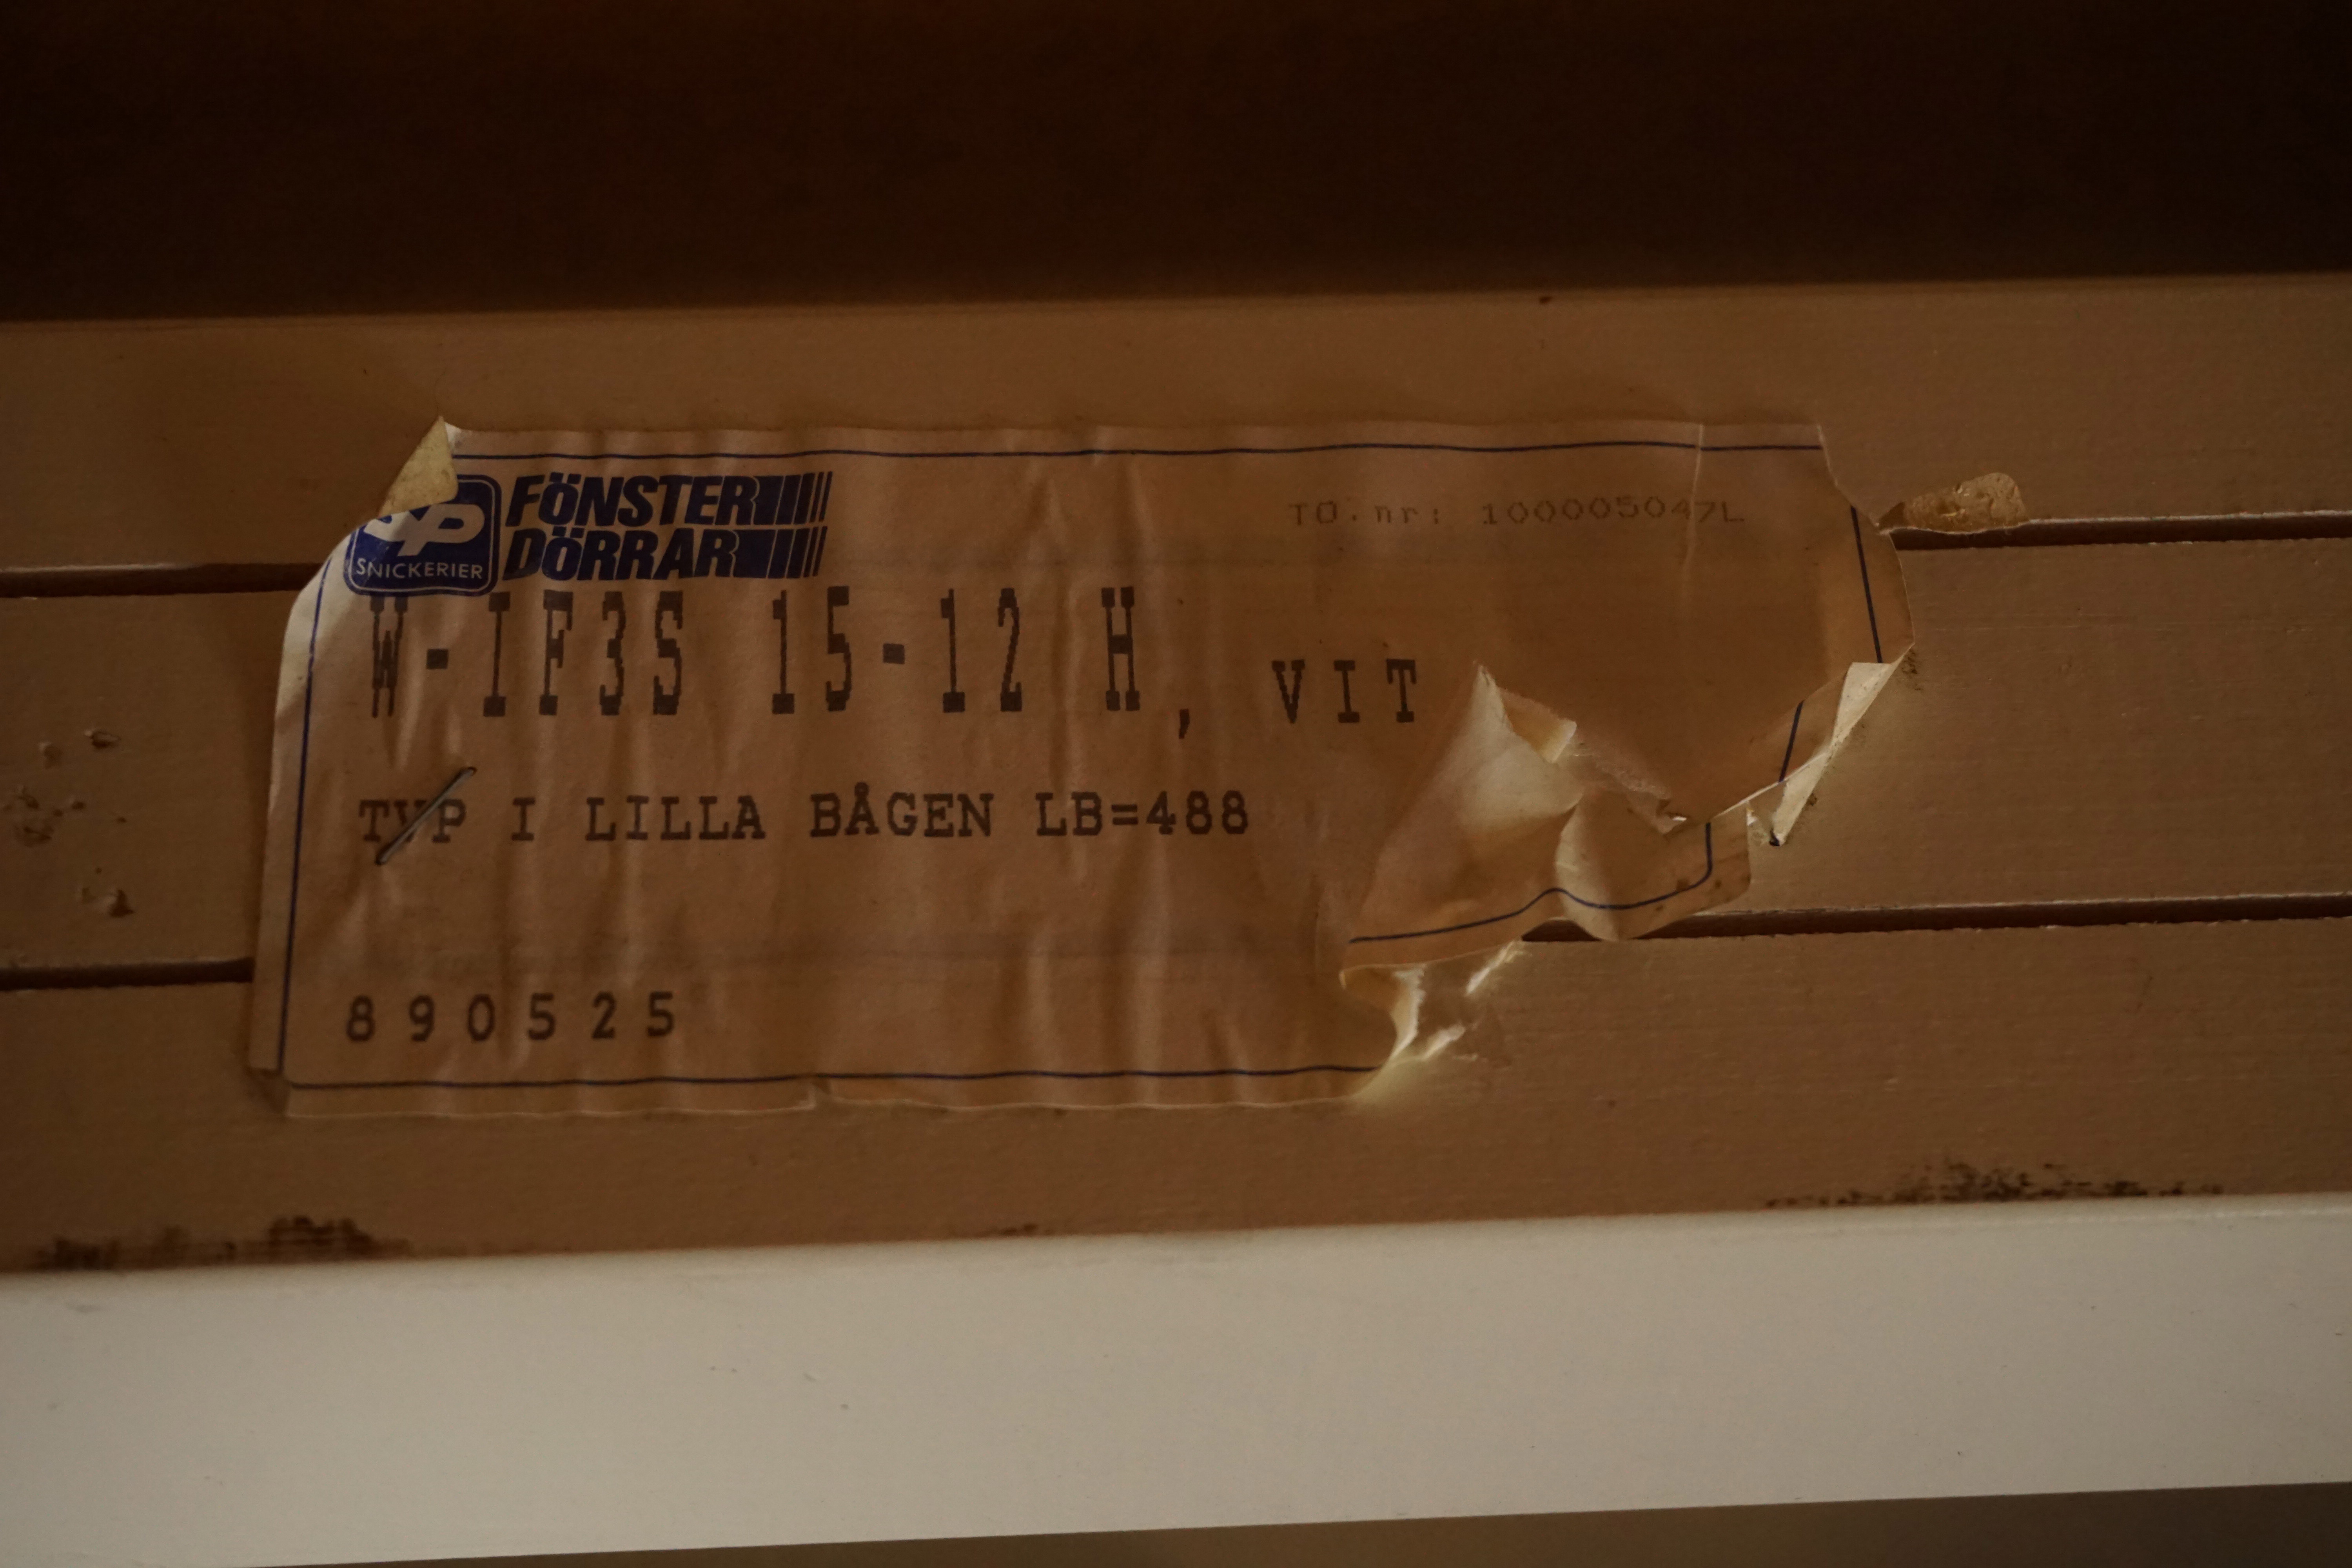 SP
SNICKERIER
FÖNSTER
DÖRRAR
TO.nr: 100005047L
W-IF3S 15-12 H, VIT
TYP I LILLA BÅGEN LB=488
890525